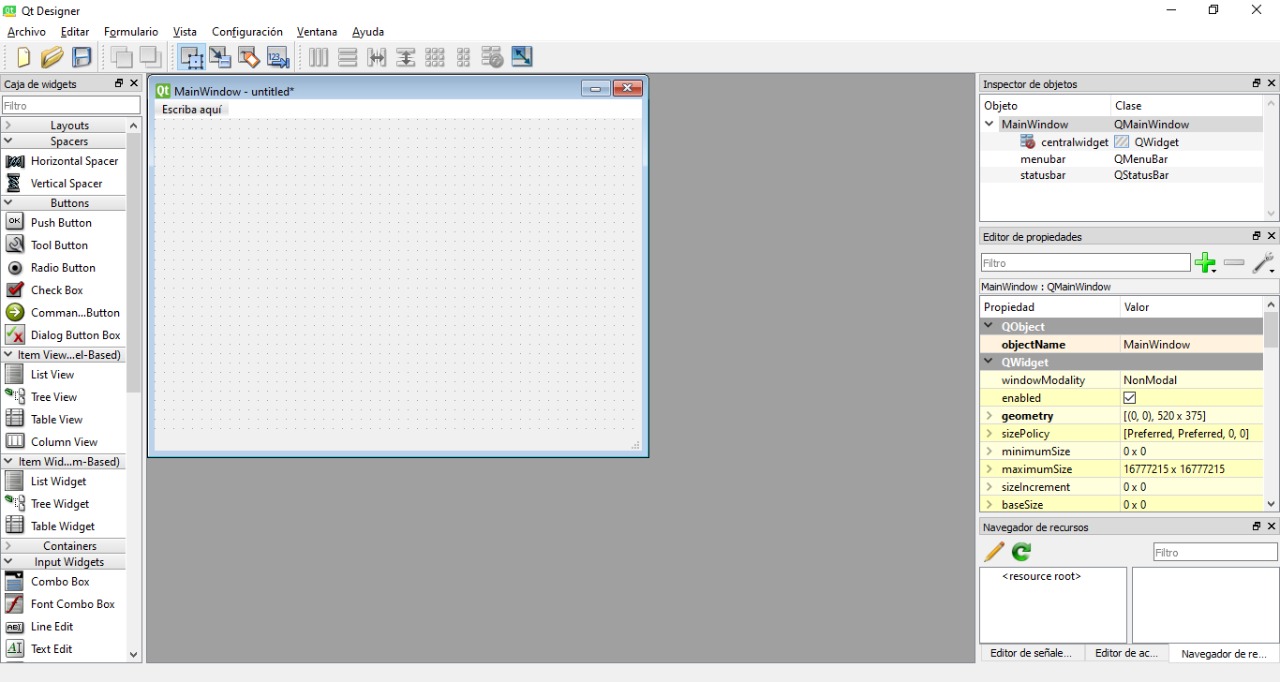 Qt Designer
Archivo Editar Formulario Vista Configuración Ventana Ayuda
Caja de widgets
Filtro
Layouts
Spacers
Horizontal Spacer
Vertical Spacer
Buttons
Push Button
Tool Button
Radio Button
Check Box
Comman...Button
Dialog Button Box
Item View...el-Based)
List View
Tree View
Table View
Column View
Item Wid...m-Based)
List Widget
Tree Widget
Table Widget
Containers
Input Widgets
Combo Box
Font Combo Box
Line Edit
Text Edit
MainWindow - untitled*
Escriba aquí
Inspector de objetos
Objeto Clase
MainWindow QMainWindow
centralwidget QWidget
menubar QMenuBar
statusbar QStatusBar
Editor de propiedades
Filtro
MainWindow : QMainWindow
Propiedad Valor
QObject
objectName MainWindow
QWidget
windowModality NonModal
enabled
geometry [(0, 0), 520 x 375]
sizePolicy [Preferred, Preferred, 0, 0]
minimumSize 0 x 0
maximumSize 16777215 x 16777215
sizeIncrement 0 x 0
baseSize 0 x 0
Navegador de recursos
Filtro
<resource root>
Editor de señale... Editor de ac... Navegador de re...